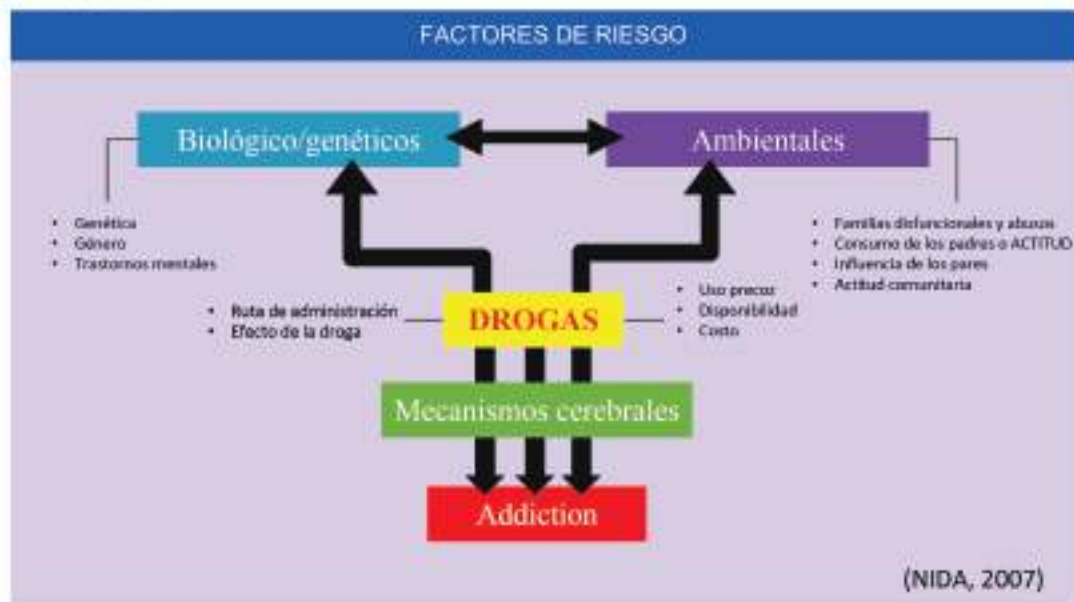 FACTORES DE RIESGO
Biológico/genéticos
Ambientales
• Genética
• Género
• Trastornos mentales
• Familias disfuncionales y abusos
• Consumo de los padres o ACTITUD
• Influencia de los pares
• Actitud comunitaria
• Ruta de administración
• Efecto de la droga
DROGAS
• Uso precoz
• Disponibilidad
• Costo
Mecanismos cerebrales
Addiction
(NIDA, 2007)